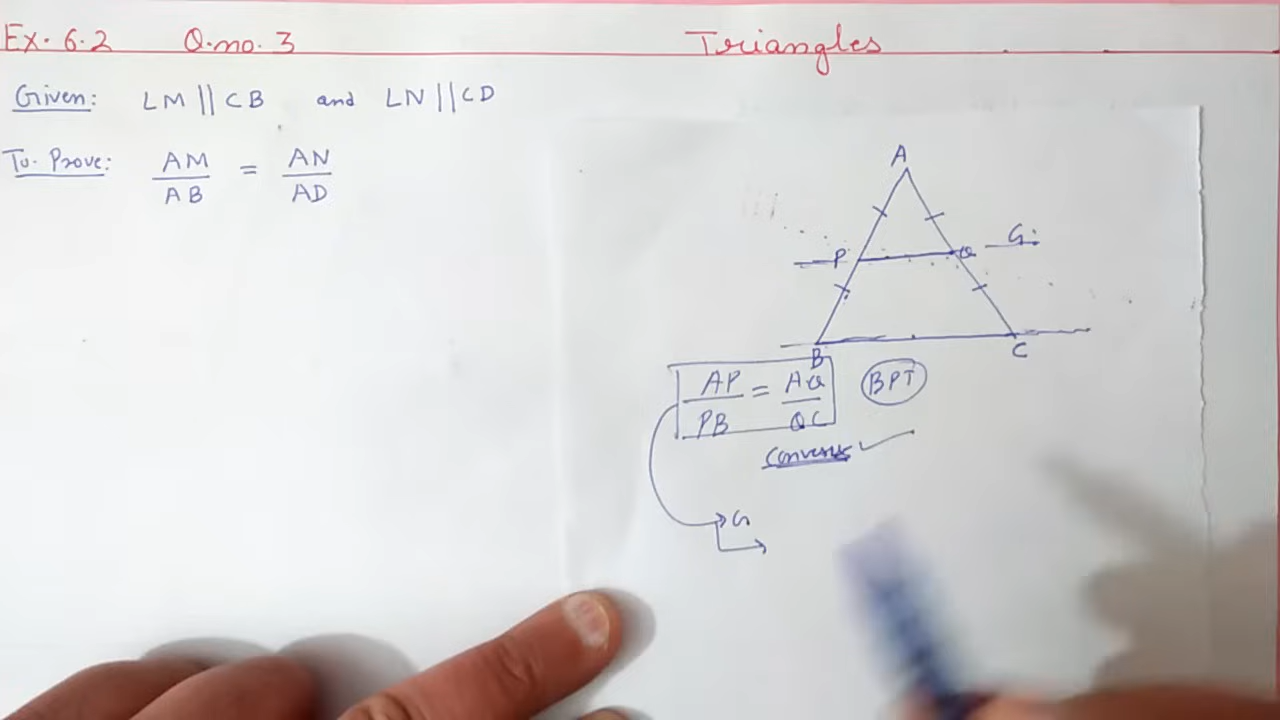 Ex. 6.2 Q.no. 3 Triangles
Given: LM || CB and LN || CD
To. Prove: AM/AB = AN/AD
A
P Q G:
B C
AP/PB = AQ/QC BPT
Converse
G